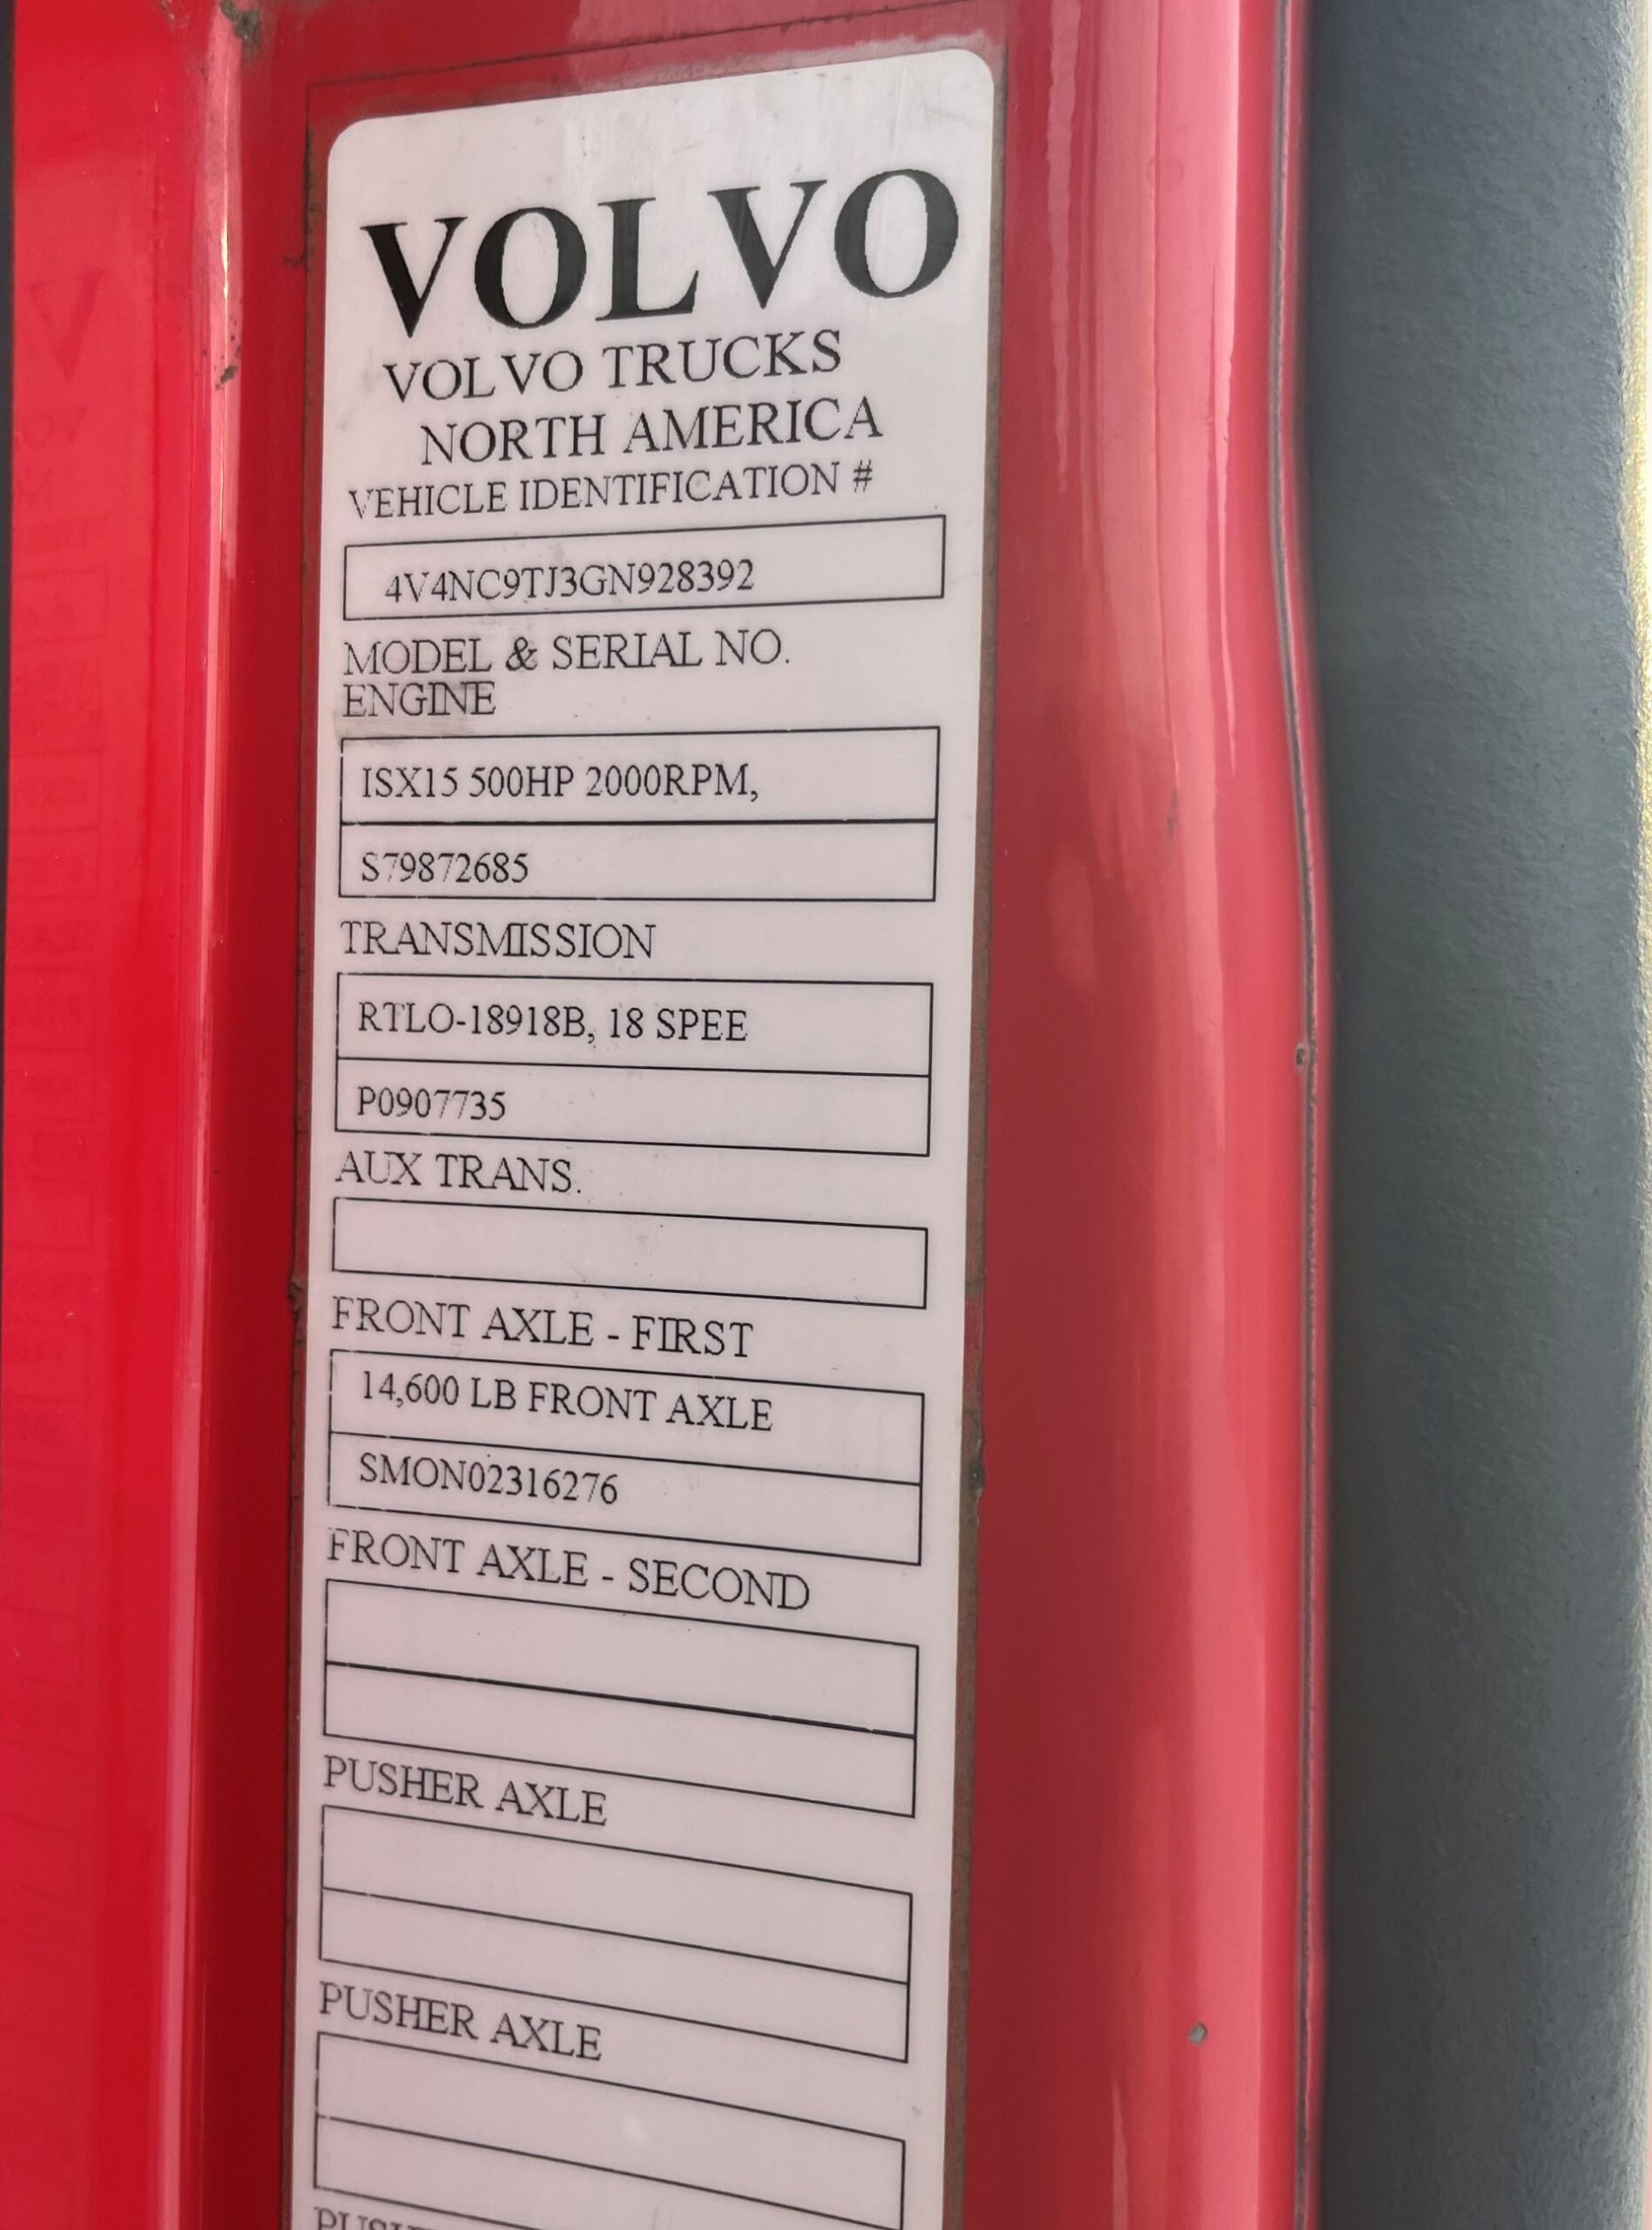 VOLVO
VOLVO TRUCKS
NORTH AMERICA
VEHICLE IDENTIFICATION #
4V4NC9TJ3GN928392
MODEL & SERIAL NO.
ENGINE
ISX15 500HP 2000RPM,
S79872685
TRANSMISSION
RTLO-18918B, 18 SPEE
P0907735
AUX TRANS.
FRONT AXLE - FIRST
14,600 LB FRONT AXLE
SMON02316276
FRONT AXLE - SECOND
PUSHER AXLE
PUSHER AXLE